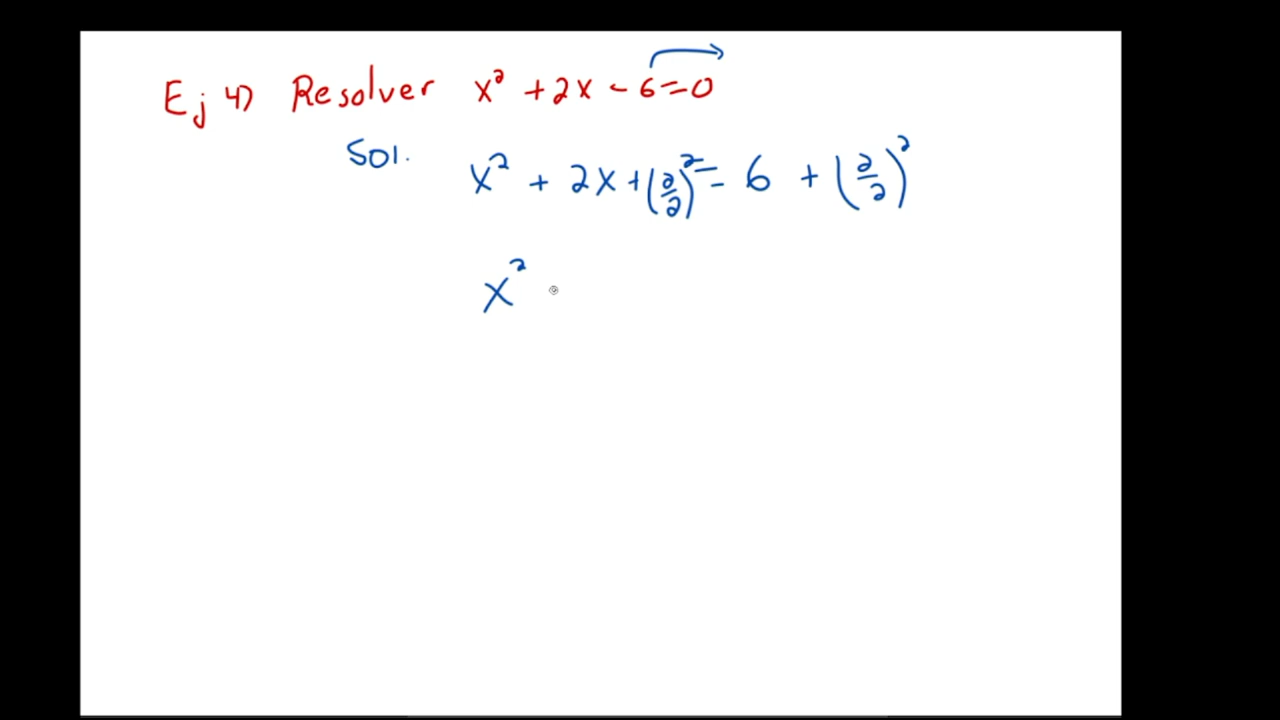 Ej 4) Resolver x² + 2x - 6 = 0
Sol. x² + 2x + (2/2)² = 6 + (2/2)²
x²